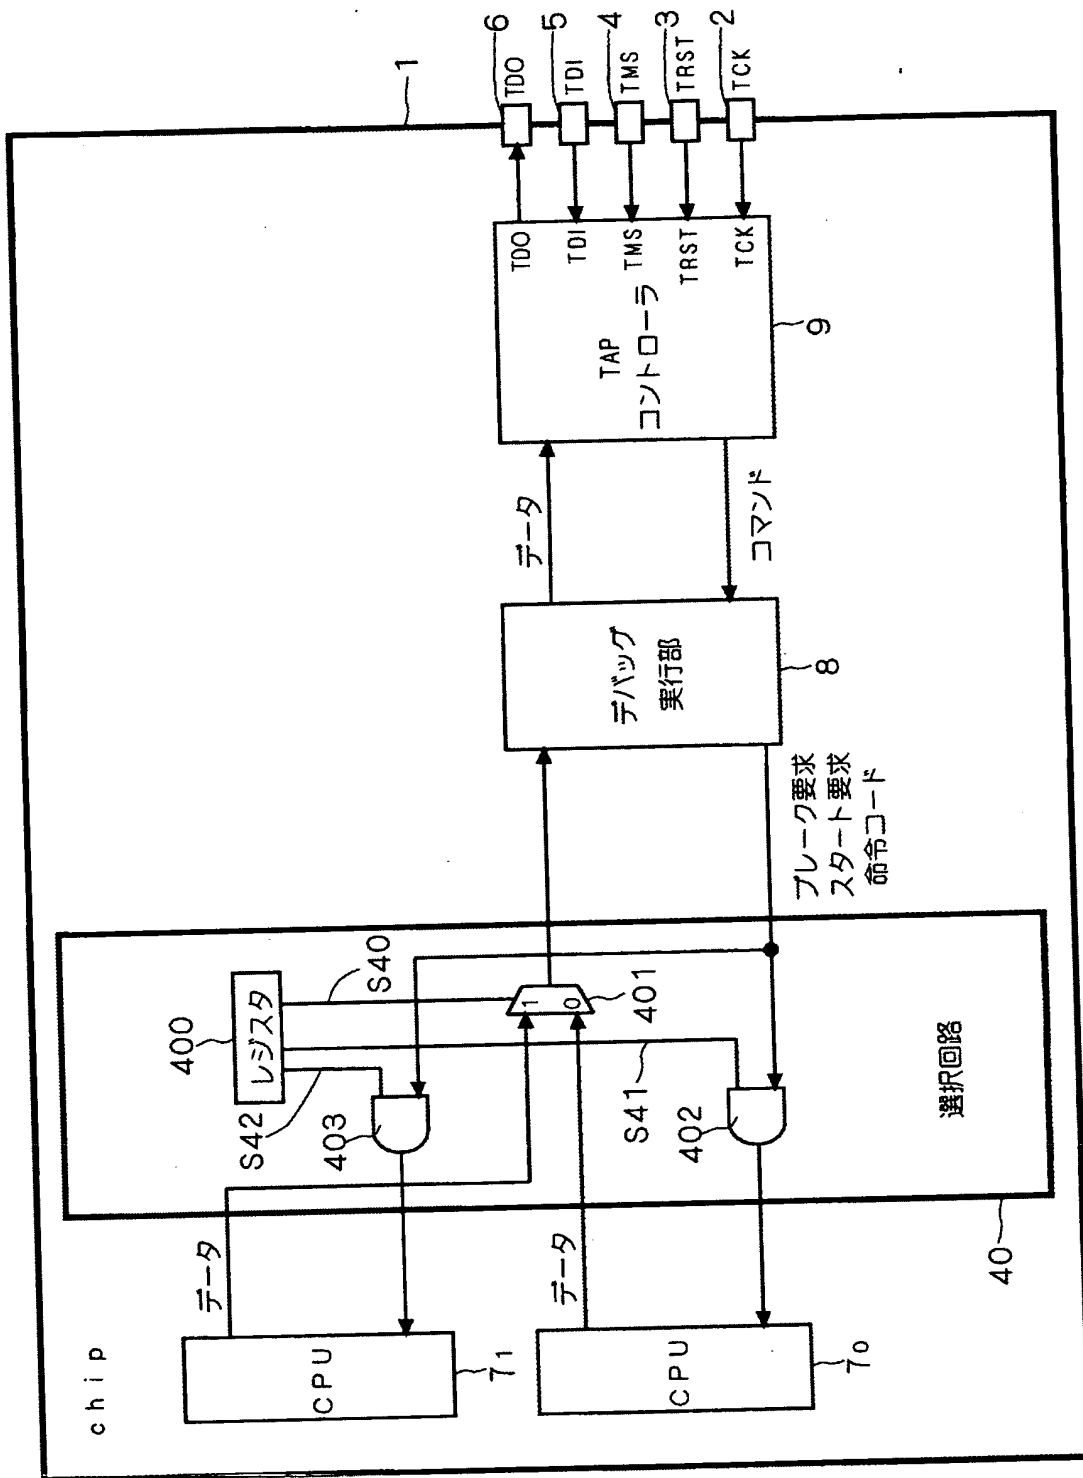 chip
1
CPU
7₁
CPU
7₀
データ
データ
40
選択回路
400
レジスタ
S42
403
S40
1
0
401
S41
402
ブレーク要求
スタート要求
命令コード
デバッグ
実行部
8
データ
コマンド
TAP
コントローラ
9
TDO
TDI
TMS
TRST
TCK
6
TDO
5
TDI
4
TMS
3
TRST
2
TCK